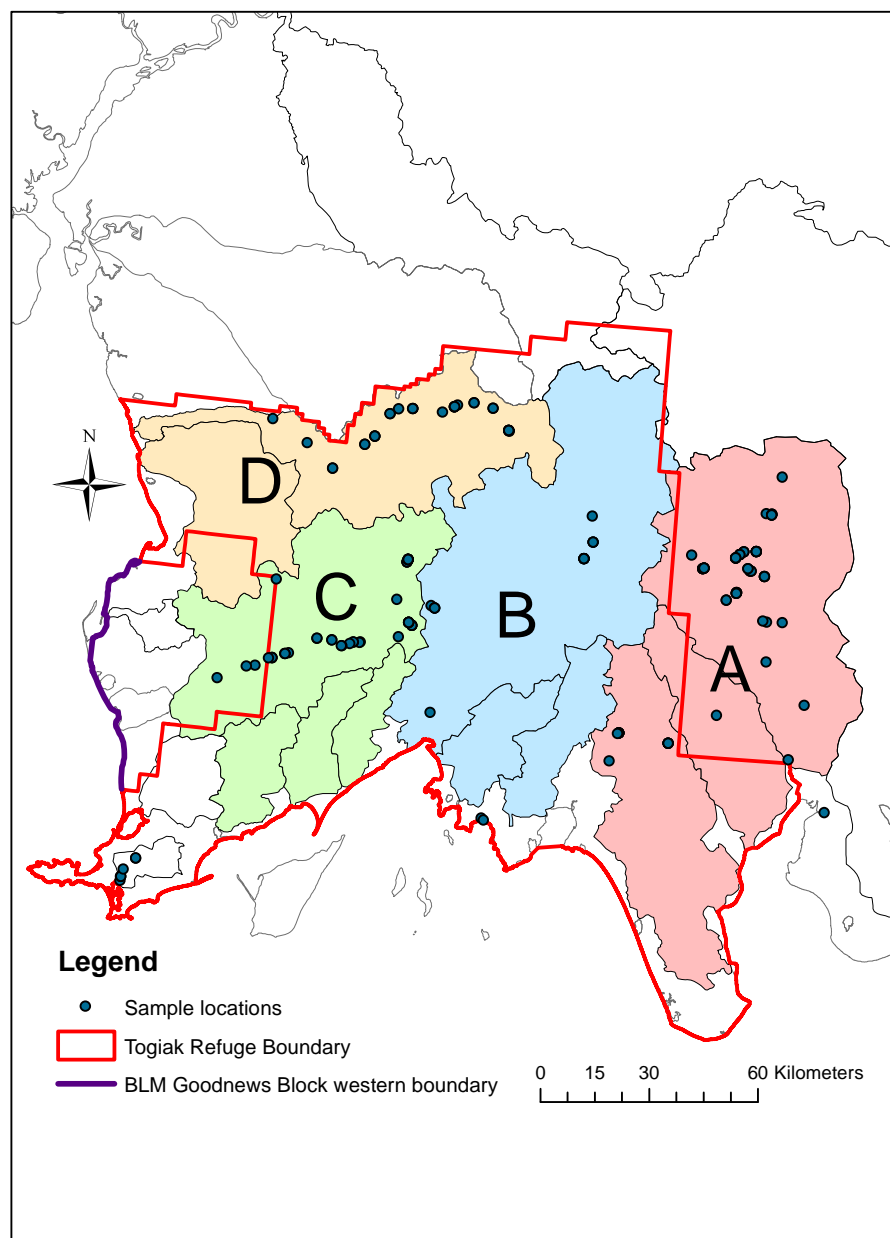 N
D
C
B
A
Legend
Sample locations
Togiak Refuge Boundary
BLM Goodnews Block western boundary
0 15 30 60 Kilometers